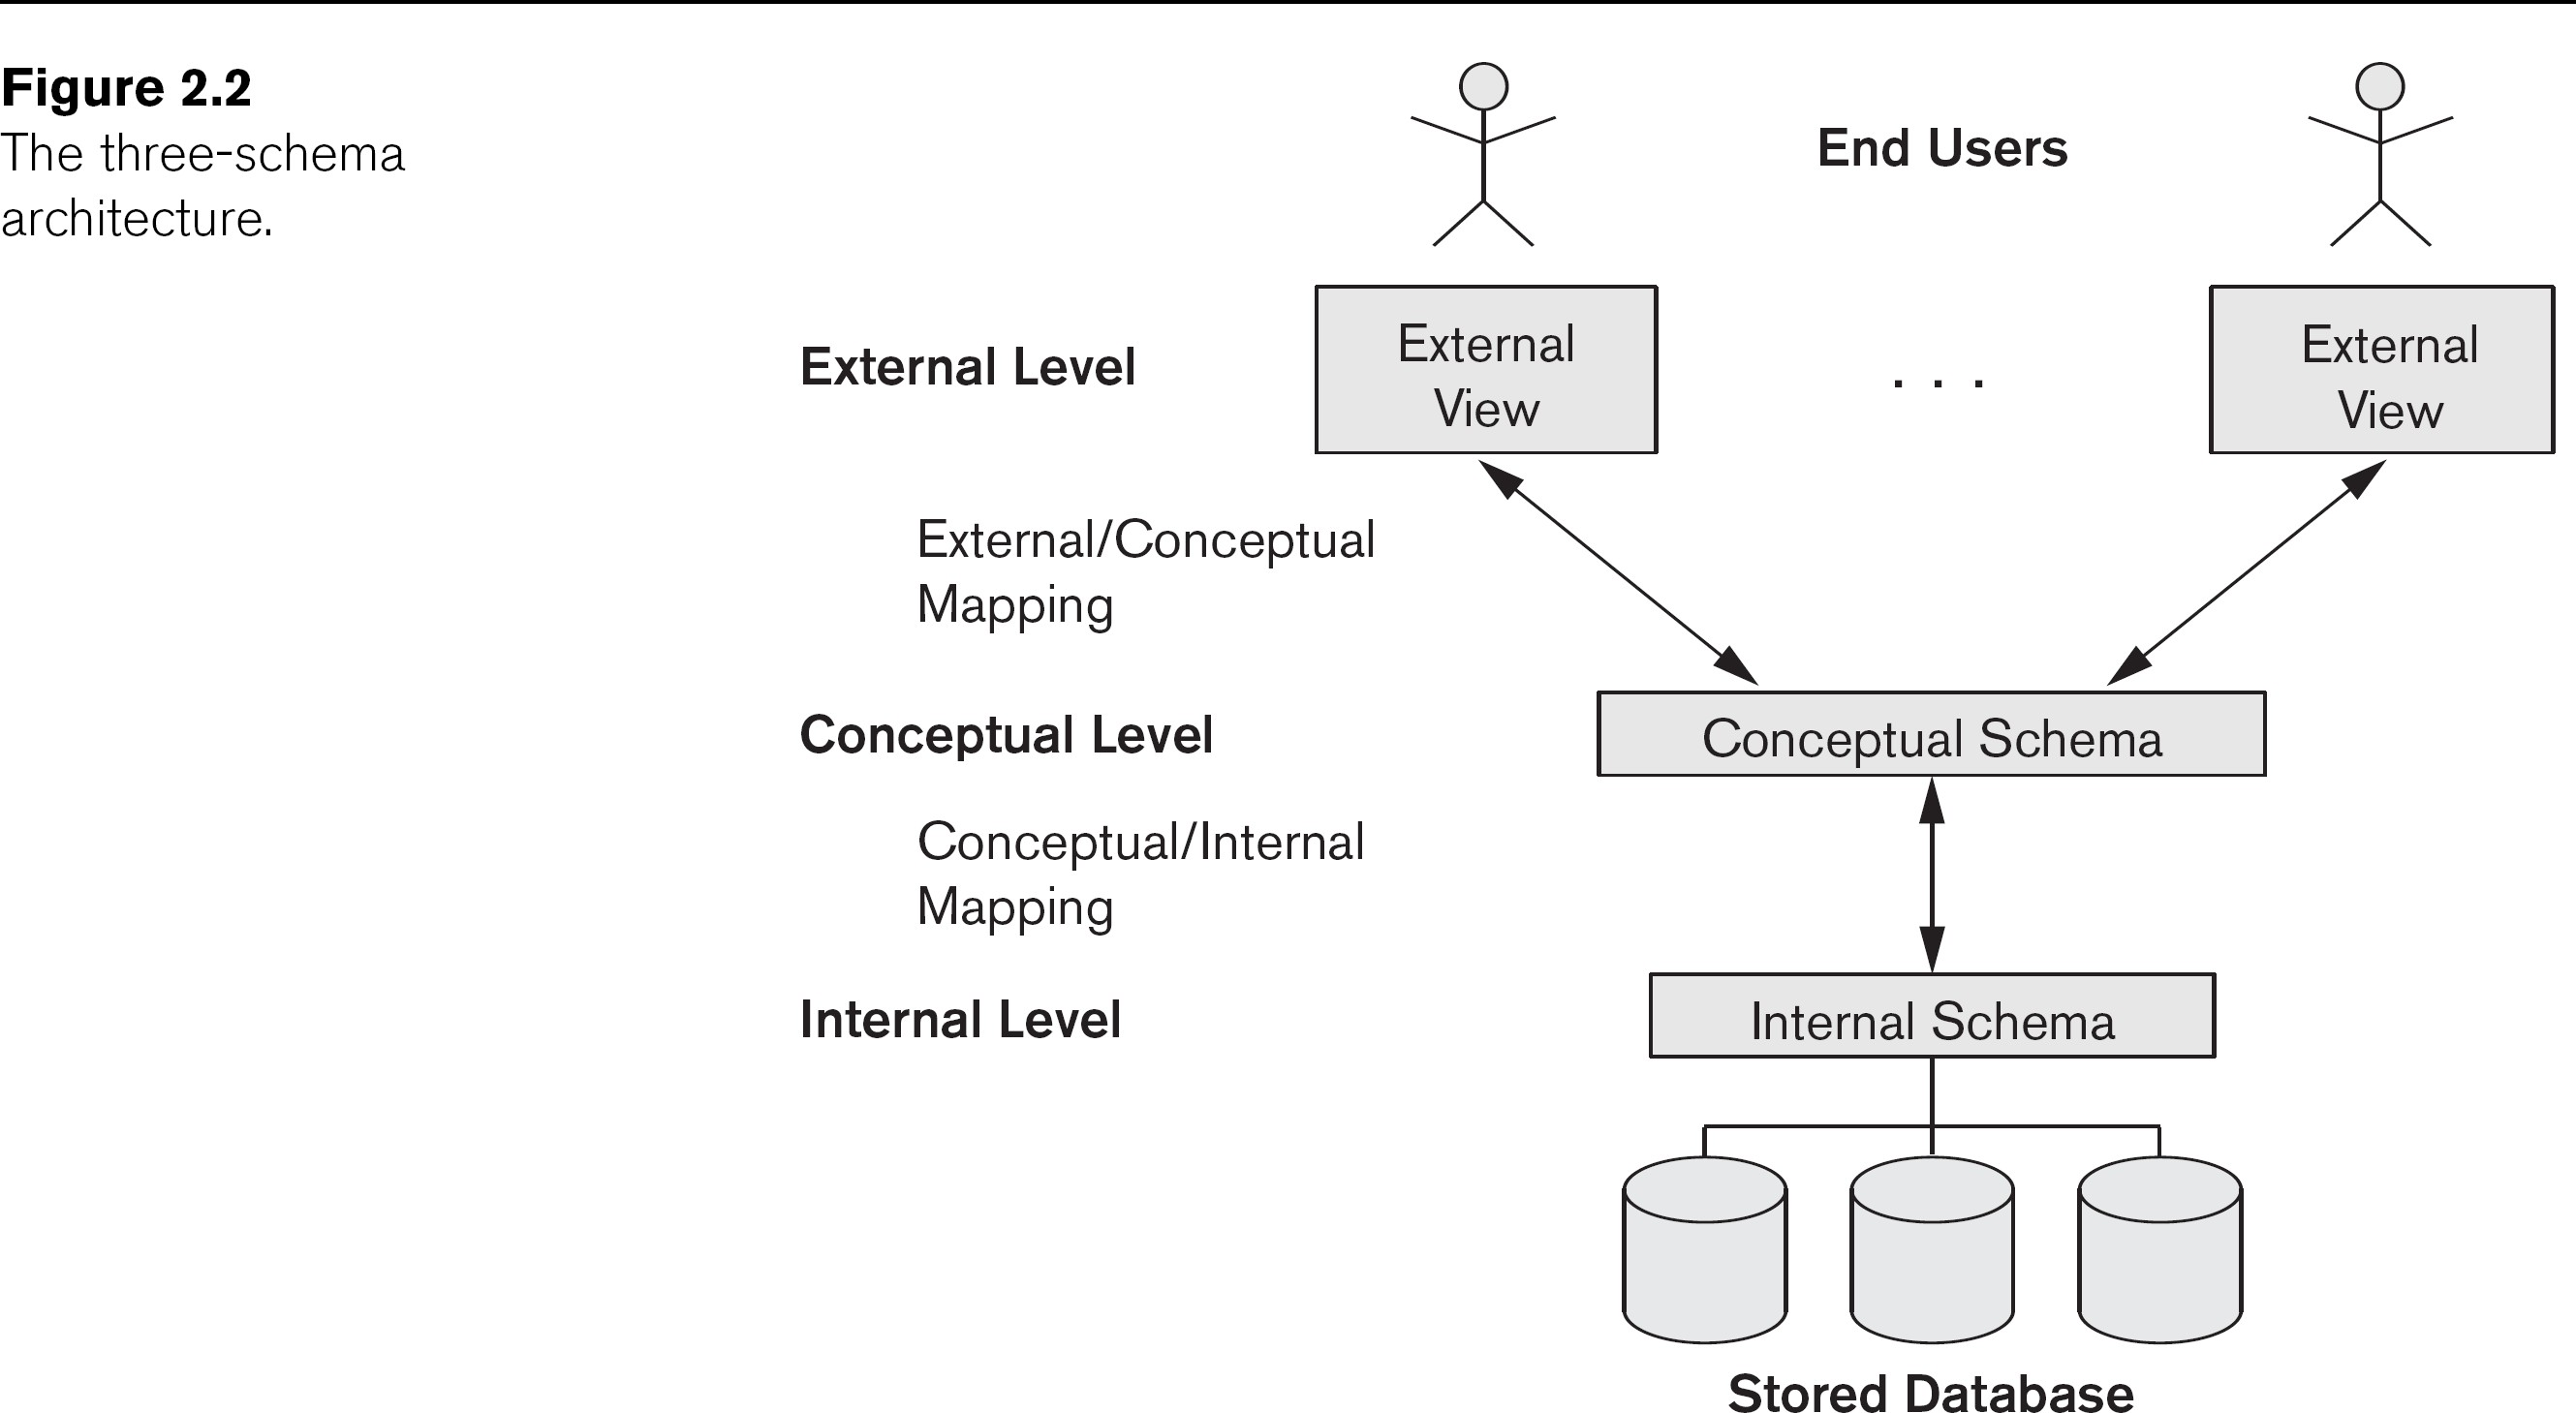 Figure 2.2
The three-schema
architecture.
End Users
External Level
External
View
. . .
External
View
External/Conceptual
Mapping
Conceptual Level
Conceptual Schema
Conceptual/Internal
Mapping
Internal Level
Internal Schema
Stored Database